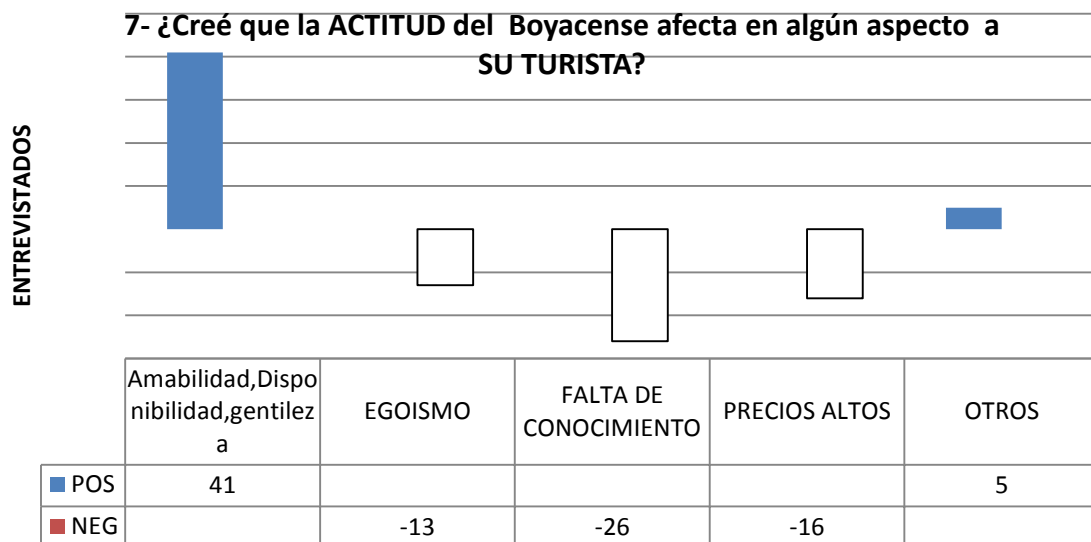 7- ¿Creé que la ACTITUD del  Boyacense afecta en algún aspecto  a
SU TURISTA?
ENTREVISTADOS
Amabilidad,Dispo
nibilidad,gentilez
a
EGOISMO
FALTA DE
CONOCIMIENTO
PRECIOS ALTOS
OTROS
POS 41 5
NEG -13 -26 -16